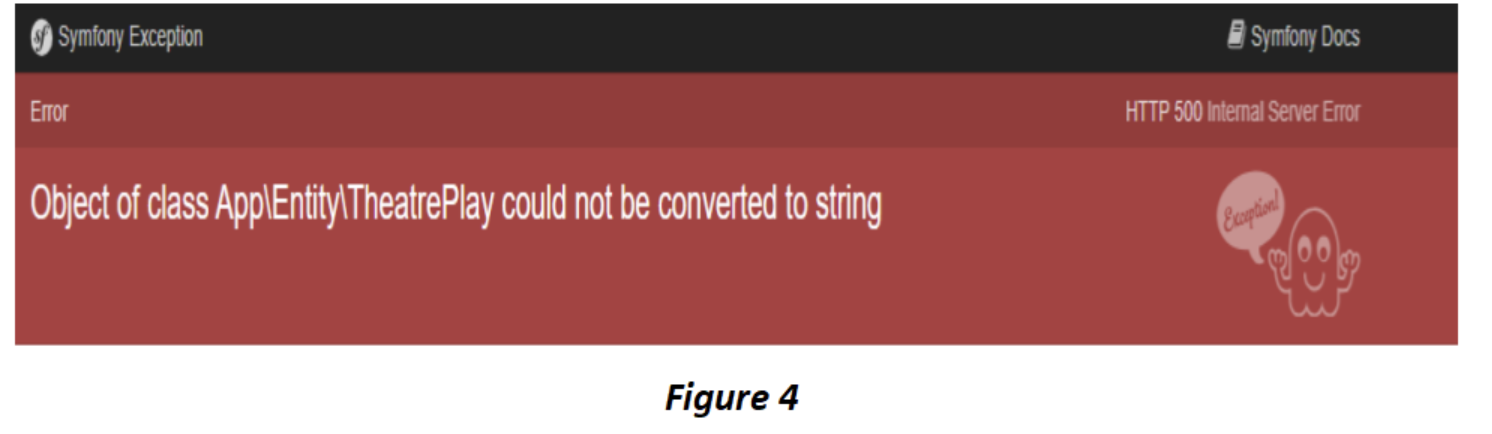 Symfony Exception
Symfony Docs
Error
HTTP 500 Internal Server Error
Object of class App\Entity\TheatrePlay could not be converted to string
Exception!
Figure 4